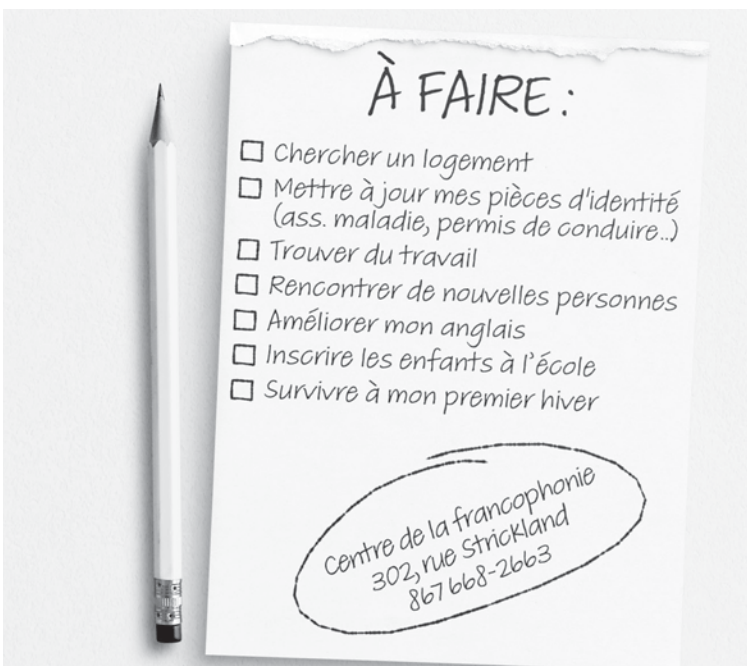 À FAIRE :
Chercher un logement
Mettre à jour mes pièces d'identité
(ass. maladie, permis de conduire...)
Trouver du travail
Rencontrer de nouvelles personnes
Améliorer mon anglais
Inscrire les enfants à l'école
Survivre à mon premier hiver
Centre de la francophonie
302, rue Strickland
867 668-2663